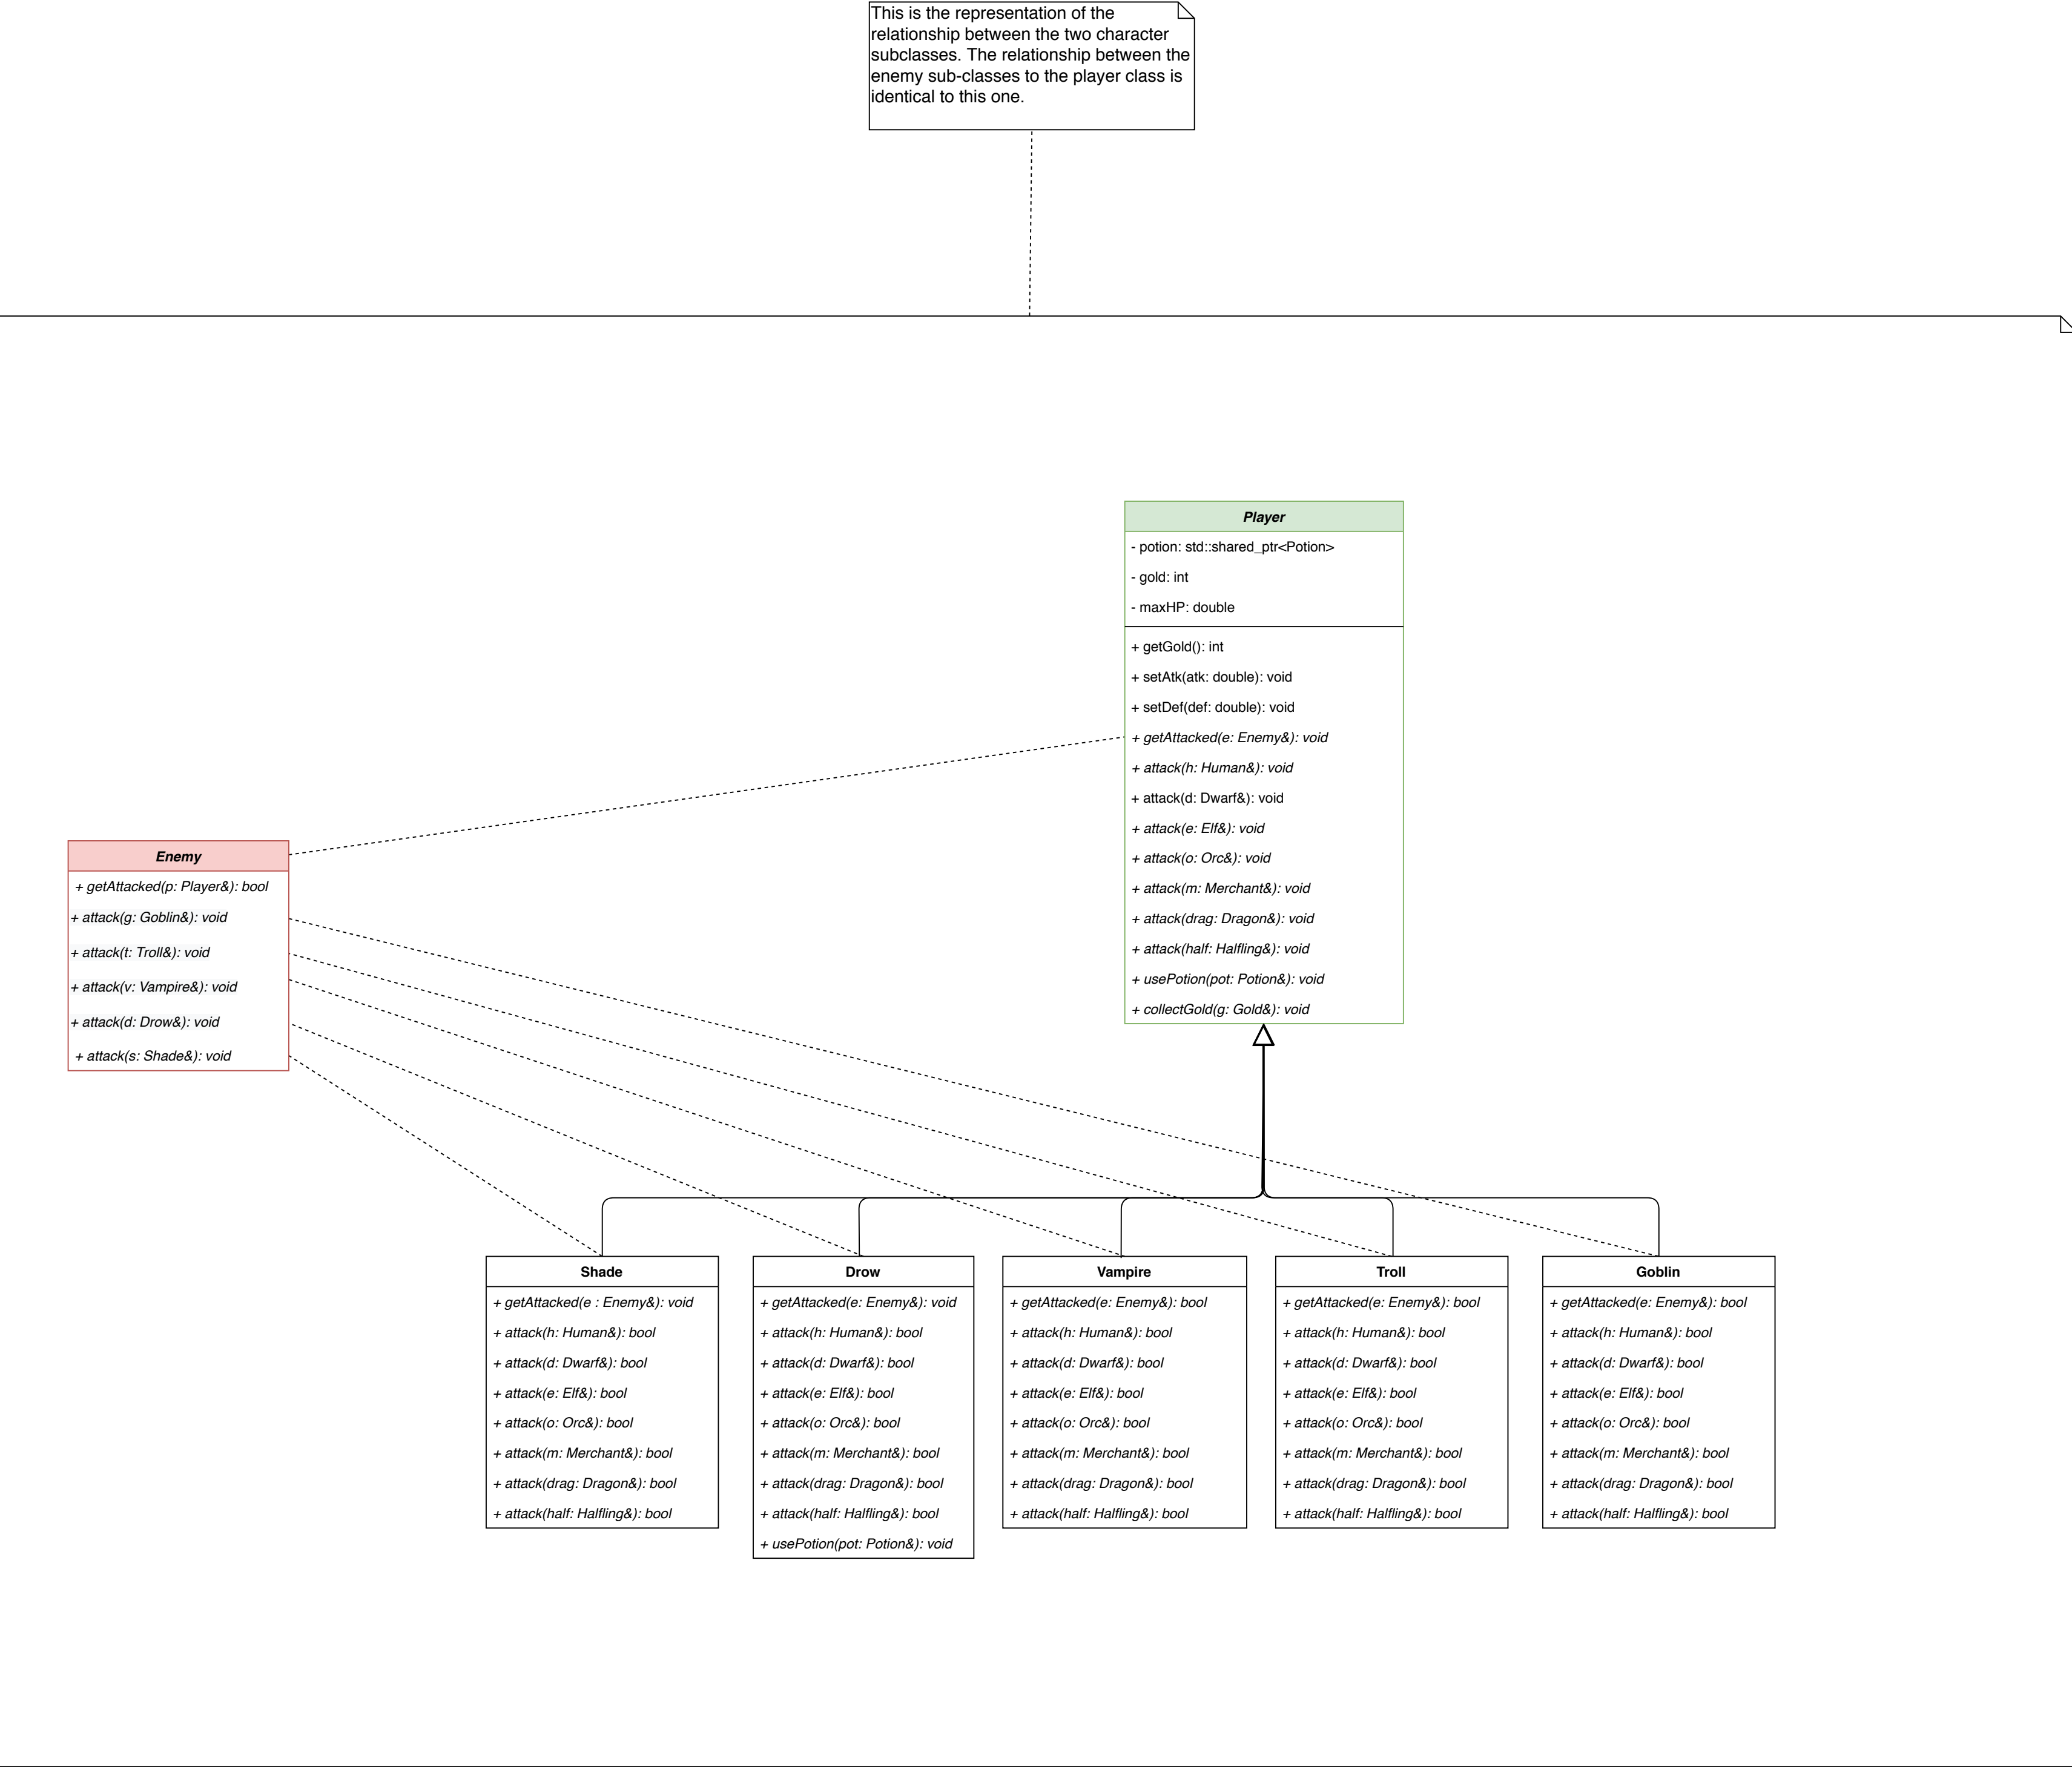 This is the representation of the
relationship between the two character
subclasses. The relationship between the
enemy sub-classes to the player class is
identical to this one.
Player
- potion: std::shared_ptr<Potion>
- gold: int
- maxHP: double
+ getGold(): int
+ setAtk(atk: double): void
+ setDef(def: double): void
+ getAttacked(e: Enemy&): void
+ attack(h: Human&): void
+ attack(d: Dwarf&): void
+ attack(e: Elf&): void
+ attack(o: Orc&): void
+ attack(m: Merchant&): void
+ attack(drag: Dragon&): void
+ attack(half: Halfling&): void
+ usePotion(pot: Potion&): void
+ collectGold(g: Gold&): void
Enemy
+ getAttacked(p: Player&): bool
+ attack(g: Goblin&): void
+ attack(t: Troll&): void
+ attack(v: Vampire&): void
+ attack(d: Drow&): void
+ attack(s: Shade&): void
Shade
+ getAttacked(e : Enemy&): void
+ attack(h: Human&): bool
+ attack(d: Dwarf&): bool
+ attack(e: Elf&): bool
+ attack(o: Orc&): bool
+ attack(m: Merchant&): bool
+ attack(drag: Dragon&): bool
+ attack(half: Halfling&): bool
Drow
+ getAttacked(e: Enemy&): void
+ attack(h: Human&): bool
+ attack(d: Dwarf&): bool
+ attack(e: Elf&): bool
+ attack(o: Orc&): bool
+ attack(m: Merchant&): bool
+ attack(drag: Dragon&): bool
+ attack(half: Halfling&): bool
+ usePotion(pot: Potion&): void
Vampire
+ getAttacked(e: Enemy&): bool
+ attack(h: Human&): bool
+ attack(d: Dwarf&): bool
+ attack(e: Elf&): bool
+ attack(o: Orc&): bool
+ attack(m: Merchant&): bool
+ attack(drag: Dragon&): bool
+ attack(half: Halfling&): bool
Troll
+ getAttacked(e: Enemy&): bool
+ attack(h: Human&): bool
+ attack(d: Dwarf&): bool
+ attack(e: Elf&): bool
+ attack(o: Orc&): bool
+ attack(m: Merchant&): bool
+ attack(drag: Dragon&): bool
+ attack(half: Halfling&): bool
Goblin
+ getAttacked(e: Enemy&): bool
+ attack(h: Human&): bool
+ attack(d: Dwarf&): bool
+ attack(e: Elf&): bool
+ attack(o: Orc&): bool
+ attack(m: Merchant&): bool
+ attack(drag: Dragon&): bool
+ attack(half: Halfling&): bool